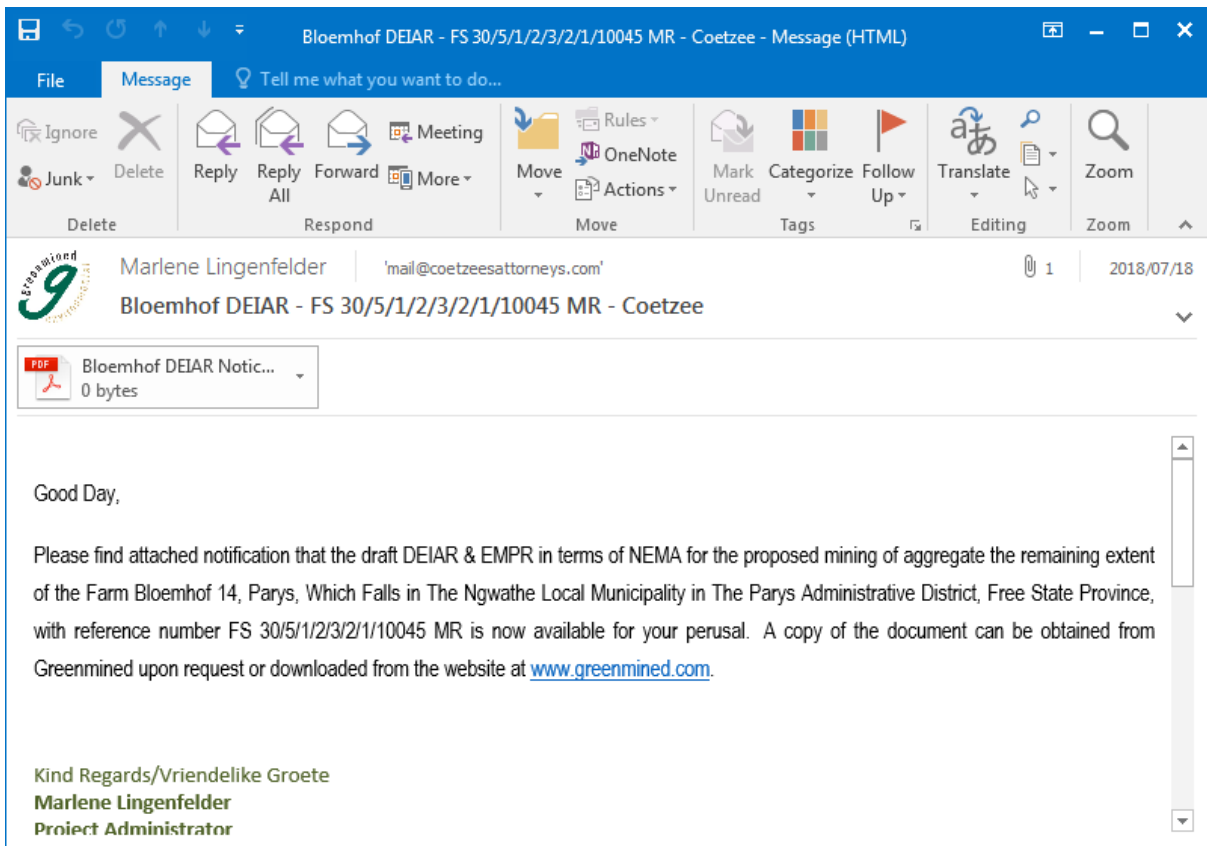 Bloemhof DEIAR - FS 30/5/1/2/3/2/1/10045 MR - Coetzee - Message (HTML)
File Message Tell me what you want to do...
Ignore
Delete
Junk
Reply
Reply All
Forward
Meeting
More
Move
Rules
OneNote
Actions
Mark Unread
Categorize
Follow Up
Translate
Zoom
Delete Respond Move Tags Editing Zoom
greenmined
g
Marlene Lingenfelder 'mail@coetzeesattorneys.com' 1 2018/07/18
Bloemhof DEIAR - FS 30/5/1/2/3/2/1/10045 MR - Coetzee
PDF
Bloemhof DEIAR Notic...
0 bytes
Good Day,
Please find attached notification that the draft DEIAR & EMPR in terms of NEMA for the proposed mining of aggregate the remaining extent
of the Farm Bloemhof 14, Parys, Which Falls in The Ngwathe Local Municipality in The Parys Administrative District, Free State Province,
with reference number FS 30/5/1/2/3/2/1/10045 MR is now available for your perusal. A copy of the document can be obtained from
Greenmined upon request or downloaded from the website at www.greenmined.com.
Kind Regards/Vriendelike Groete
Marlene Lingenfelder
Project Administrator